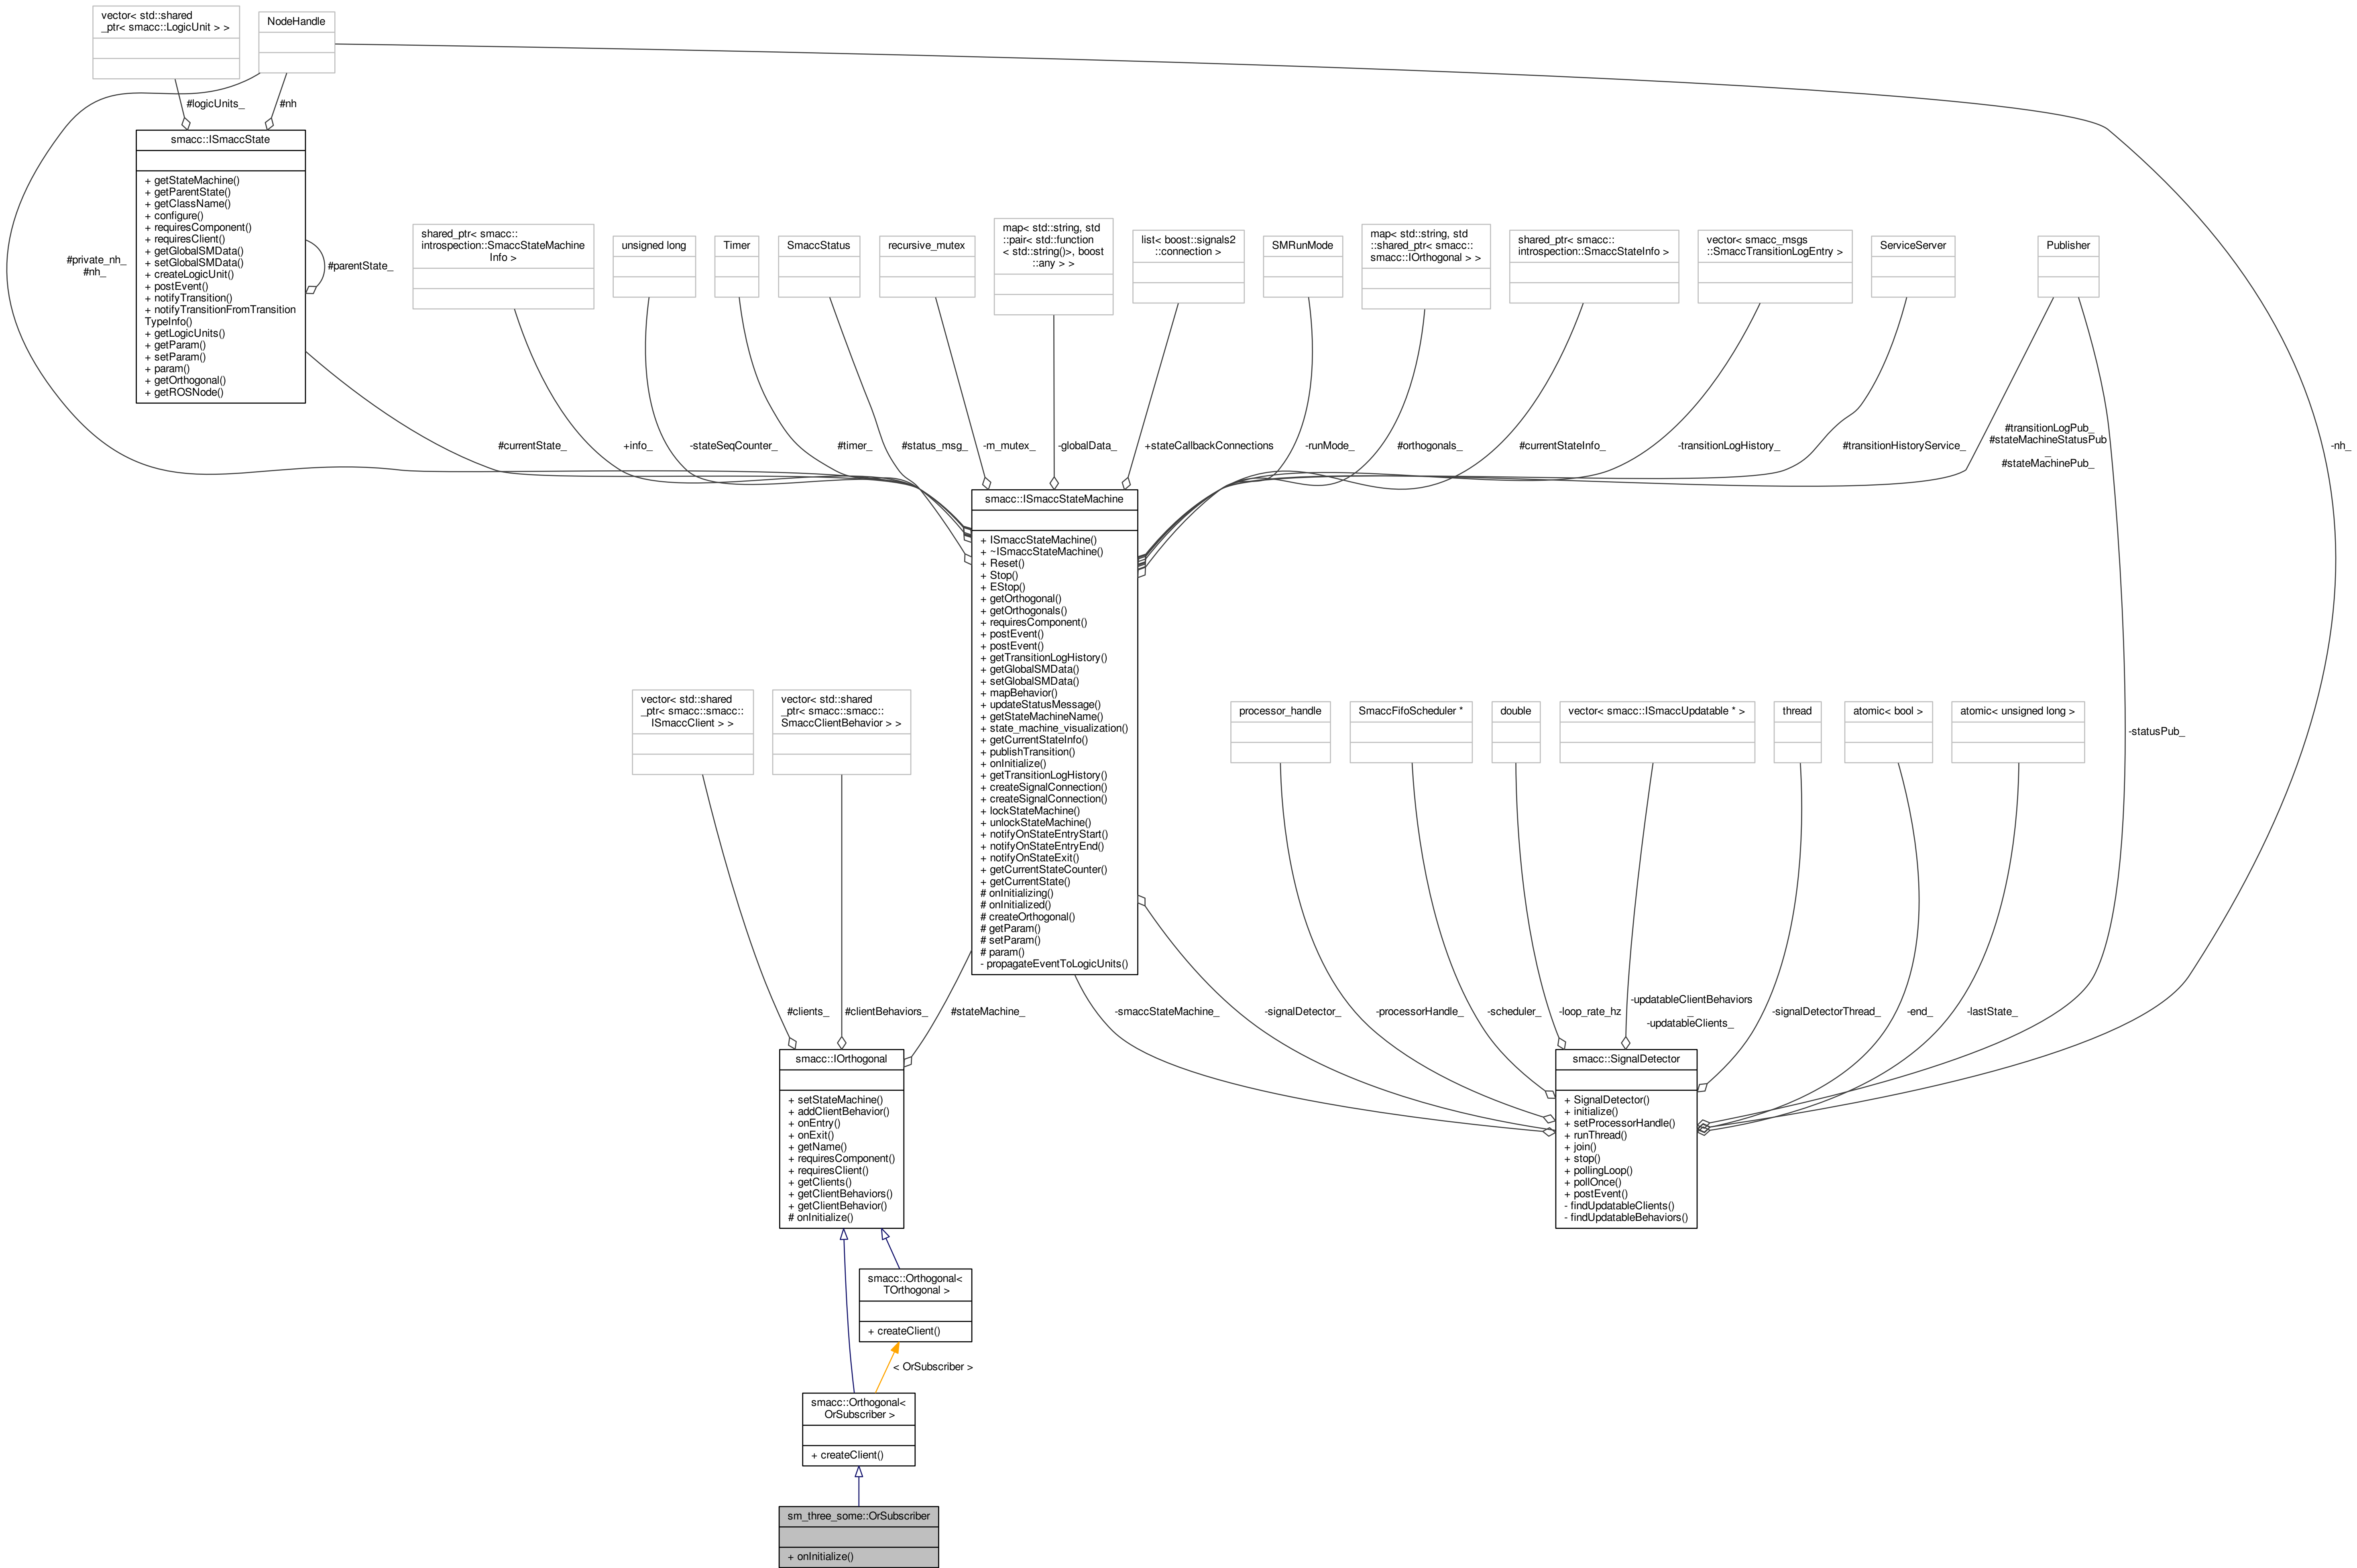 vector< std::shared
_ptr< smacc::LogicUnit > >
NodeHandle
#logicUnits_
#nh
smacc::ISmaccState
+ getStateMachine()
+ getParentState()
+ getClassName()
+ configure()
+ requiresComponent()
+ requiresClient()
+ getGlobalSMData()
+ setGlobalSMData()
+ createLogicUnit()
+ postEvent()
+ notifyTransition()
+ notifyTransitionFromTransition
TypeInfo()
+ getLogicUnits()
+ getParam()
+ setParam()
+ param()
+ getOrthogonal()
+ getROSNode()
#private_nh_
#nh_
#parentState_
shared_ptr< smacc::
introspection::SmaccStateMachine
Info >
unsigned long
Timer
SmaccStatus
recursive_mutex
map< std::string, std
::pair< std::function
< std::string()>, boost
::any > >
list< boost::signals2
::connection >
SMRunMode
map< std::string, std
::shared_ptr< smacc::
smacc::IOrthogonal > >
shared_ptr< smacc::
introspection::SmaccStateInfo >
vector< smacc_msgs
::SmaccTransitionLogEntry >
ServiceServer
Publisher
#currentState_
+info_
-stateSeqCounter_
#timer_
#status_msg_
-m_mutex_
-globalData_
+stateCallbackConnections
-runMode_
#orthogonals_
#currentStateInfo_
-transitionLogHistory_
#transitionHistoryService_
#transitionLogPub_
#stateMachineStatusPub
_
#stateMachinePub_
-nh_
smacc::ISmaccStateMachine
+ ISmaccStateMachine()
+ ~ISmaccStateMachine()
+ Reset()
+ Stop()
+ EStop()
+ getOrthogonal()
+ getOrthogonals()
+ requiresComponent()
+ postEvent()
+ postEvent()
+ getTransitionLogHistory()
+ getGlobalSMData()
+ setGlobalSMData()
+ mapBehavior()
+ updateStatusMessage()
+ getStateMachineName()
+ state_machine_visualization()
+ getCurrentStateInfo()
+ publishTransition()
+ onInitialize()
+ getTransitionLogHistory()
+ createSignalConnection()
+ createSignalConnection()
+ lockStateMachine()
+ unlockStateMachine()
+ notifyOnStateEntryStart()
+ notifyOnStateEntryEnd()
+ notifyOnStateExit()
+ getCurrentStateCounter()
+ getCurrentState()
# onInitializing()
# onInitialized()
# createOrthogonal()
# getParam()
# setParam()
# param()
- propagateEventToLogicUnits()
vector< std::shared
_ptr< smacc::smacc::
ISmaccClient > >
vector< std::shared
_ptr< smacc::smacc::
SmaccClientBehavior > >
processor_handle
SmaccFifoScheduler *
double
vector< smacc::ISmaccUpdatable * >
thread
atomic< bool >
atomic< unsigned long >
-statusPub_
#clients_
#clientBehaviors_
#stateMachine_
-smaccStateMachine_
-signalDetector_
-processorHandle_
-scheduler_
-loop_rate_hz
-updatableClientBehaviors
_
-updatableClients_
-signalDetectorThread_
-end_
-lastState_
smacc::IOrthogonal
+ setStateMachine()
+ addClientBehavior()
+ onEntry()
+ onExit()
+ getName()
+ requiresComponent()
+ requiresClient()
+ getClients()
+ getClientBehaviors()
+ getClientBehavior()
# onInitialize()
smacc::SignalDetector
+ SignalDetector()
+ initialize()
+ setProcessorHandle()
+ runThread()
+ join()
+ stop()
+ pollingLoop()
+ pollOnce()
+ postEvent()
- findUpdatableClients()
- findUpdatableBehaviors()
smacc::Orthogonal<
TOrthogonal >
+ createClient()
< OrSubscriber >
smacc::Orthogonal<
OrSubscriber >
+ createClient()
sm_three_some::OrSubscriber
+ onInitialize()